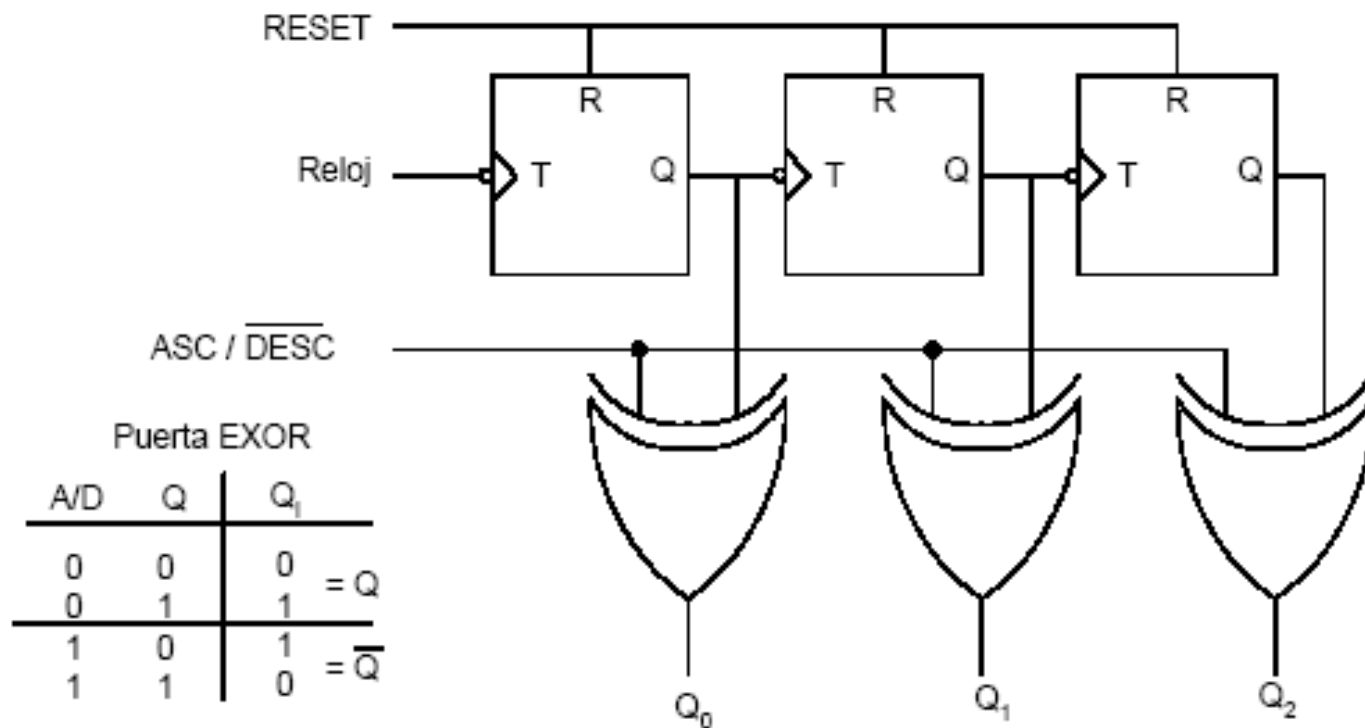 RESET
R R R
Reloj T Q T Q T Q
ASC / DESC
Puerta EXOR
A/D Q QI
0 0 0
= Q
0 1 1
1 0 1
= Q
1 1 0
Q0 Q1 Q2